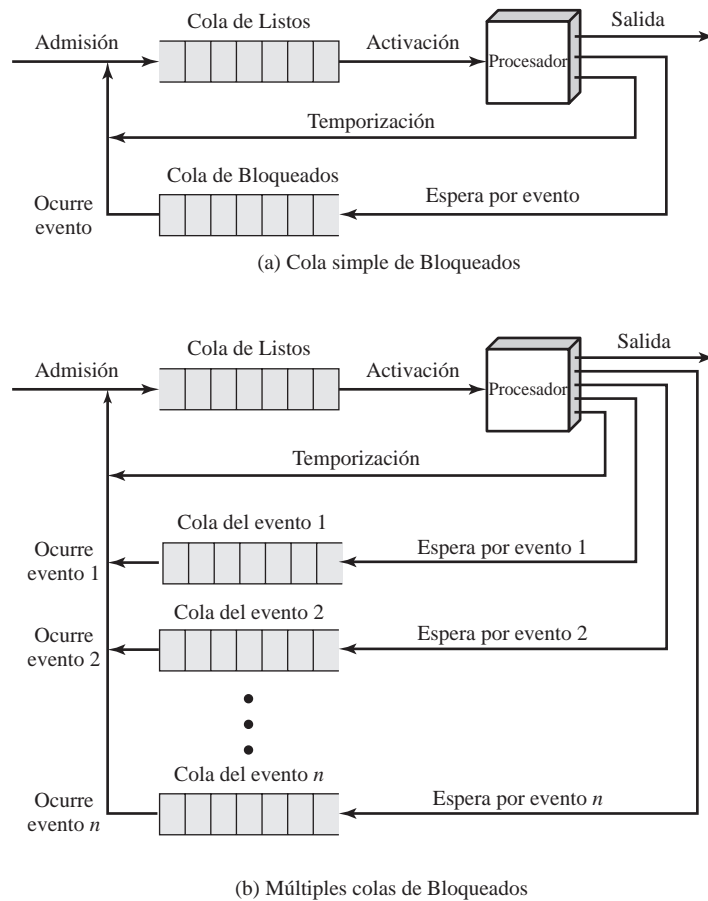 Cola de Listos
Salida
Admisión
Activación
Procesador
Temporización
Cola de Bloqueados
Ocurre
evento
Espera por evento
(a) Cola simple de Bloqueados
Cola de Listos
Salida
Admisión
Activación
Procesador
Temporización
Cola del evento 1
Ocurre
evento 1
Espera por evento 1
Cola del evento 2
Ocurre
evento 2
Espera por evento 2
Cola del evento n
Ocurre
evento n
Espera por evento n
(b) Múltiples colas de Bloqueados